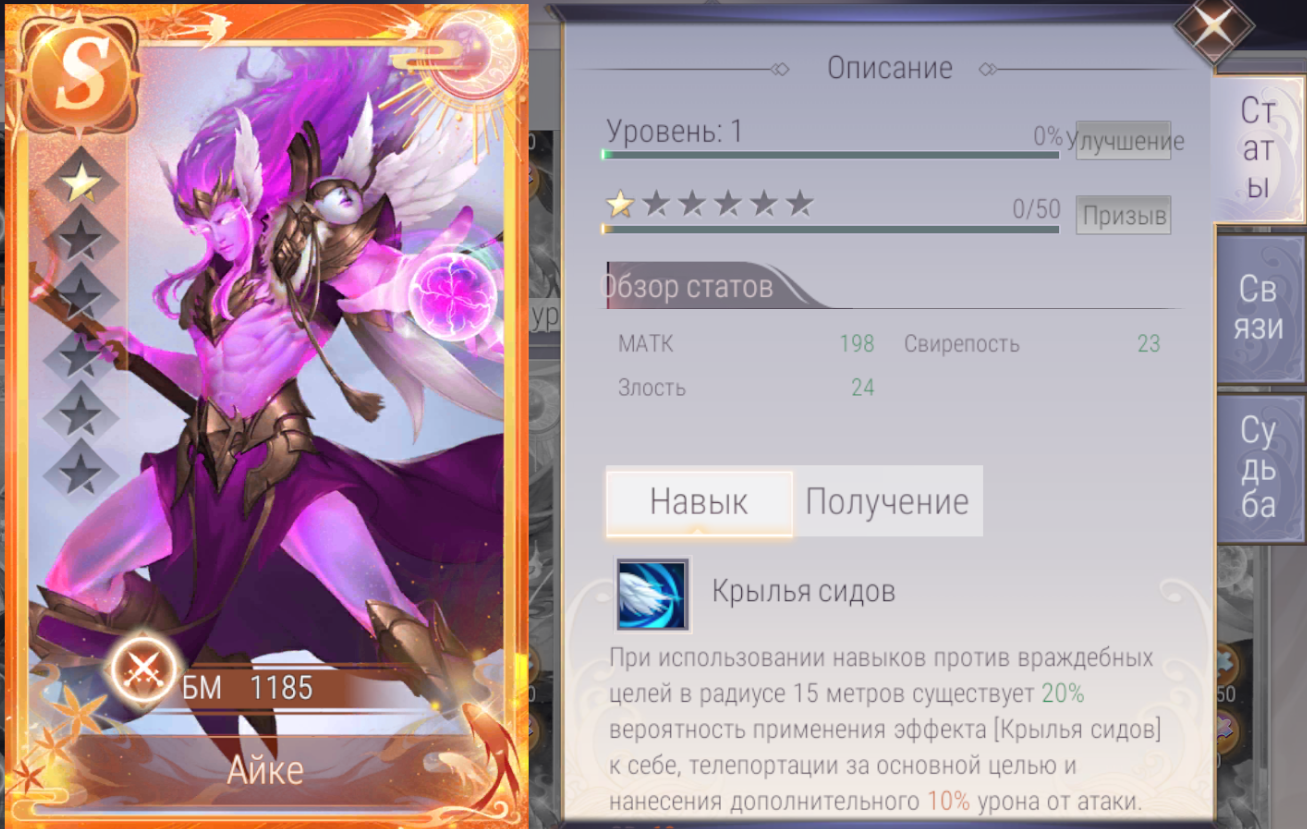 S
БМ 1185
Айке
Описание
Уровень: 1
0%
Улучшение
0/50
Призыв
Обзор статов
МАТК 198 Свирепость 23
Злость 24
Навык Получение
Крылья сидов
При использовании навыков против враждебных
целей в радиусе 15 метров существует 20%
вероятность применения эффекта [Крылья сидов]
к себе, телепортации за основной целью и
нанесения дополнительного 10% урона от атаки.
Ст
ат
ы
Св
язи
Су
дь
ба
ур
50